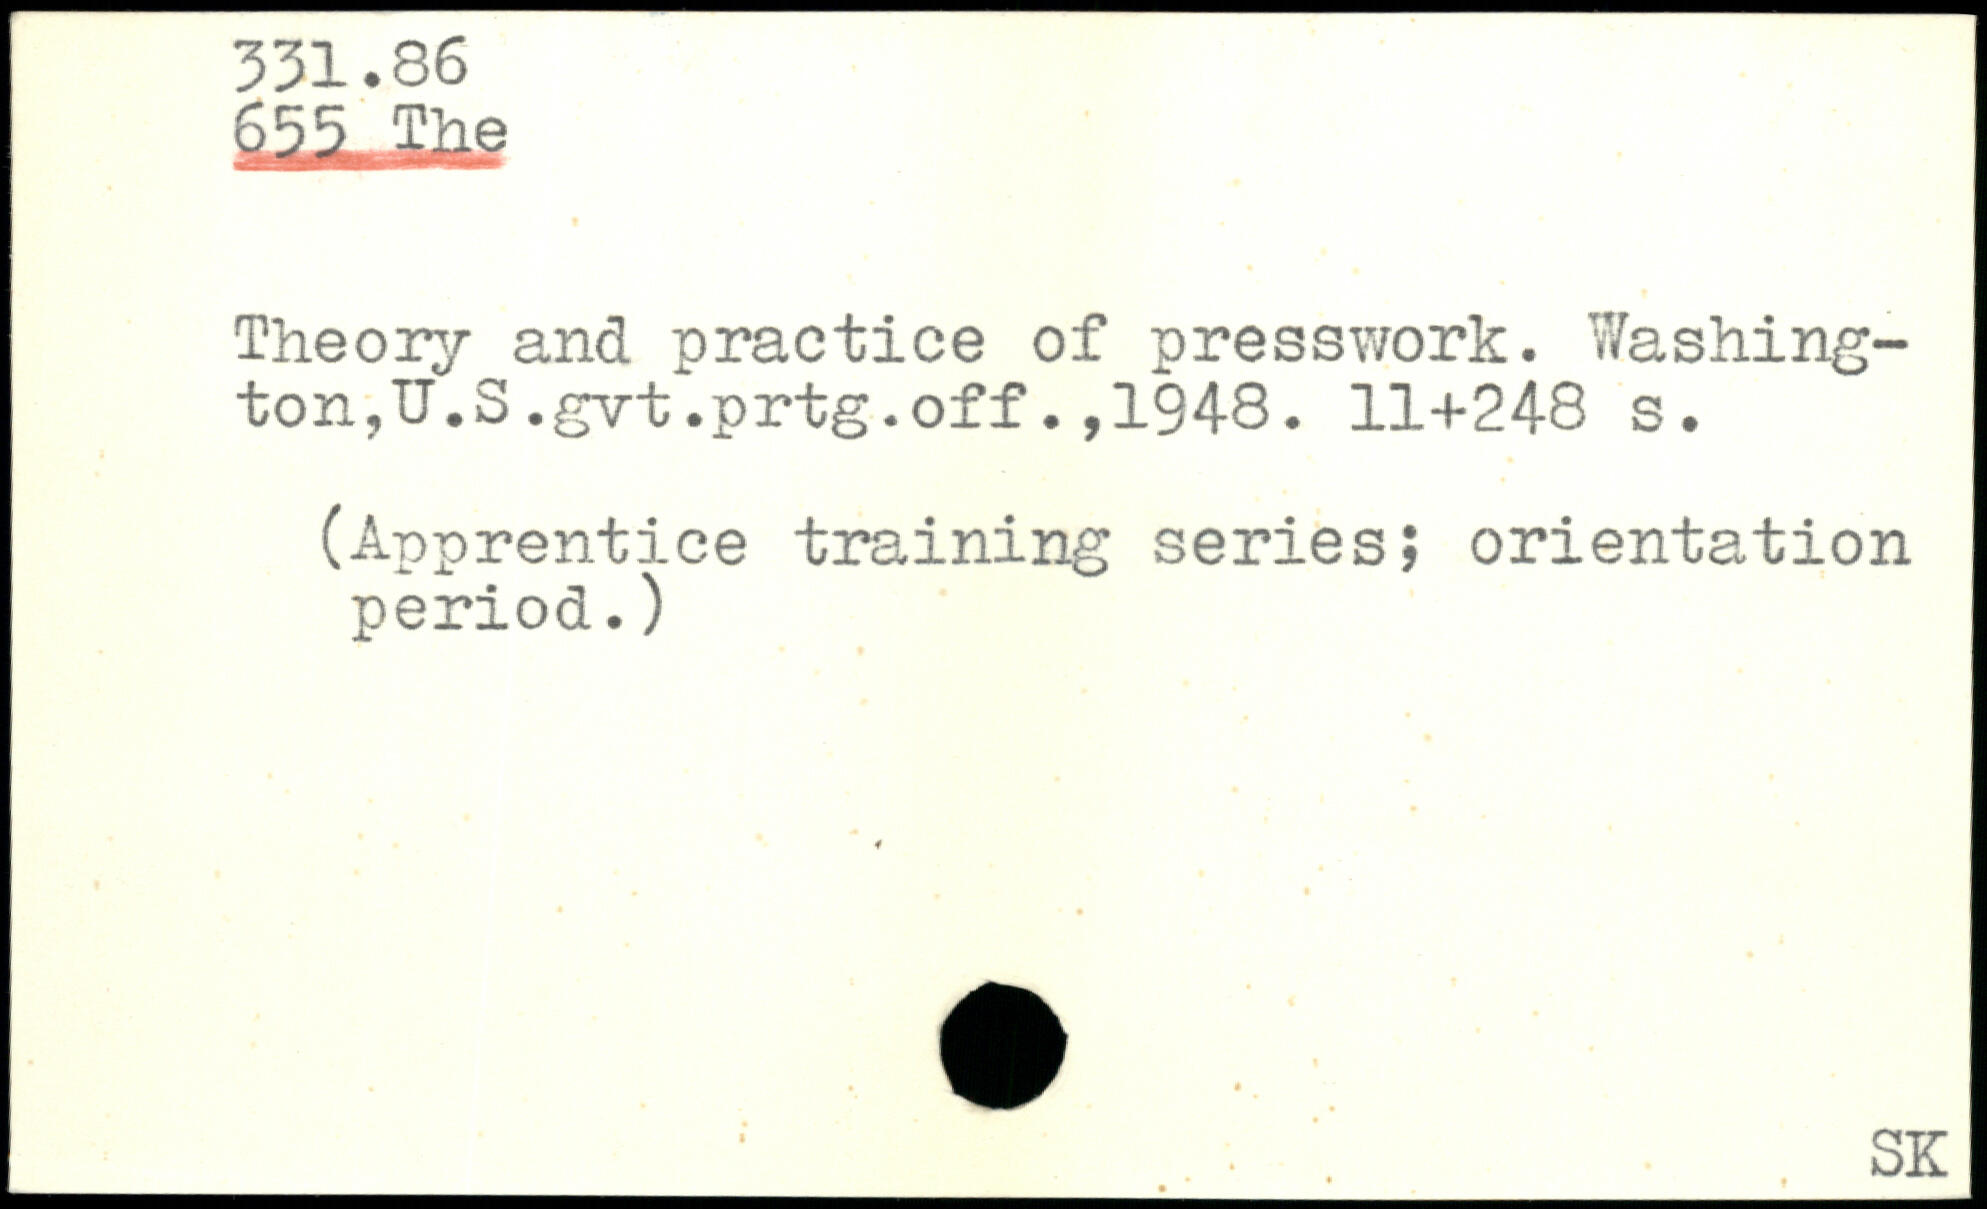 331.86
655 The
Theory and practice of presswork. Washing-
ton,U.S.gvt.prtg.off.,1948. 11+248 s.
(Apprentice training series; orientation
period.)
SK